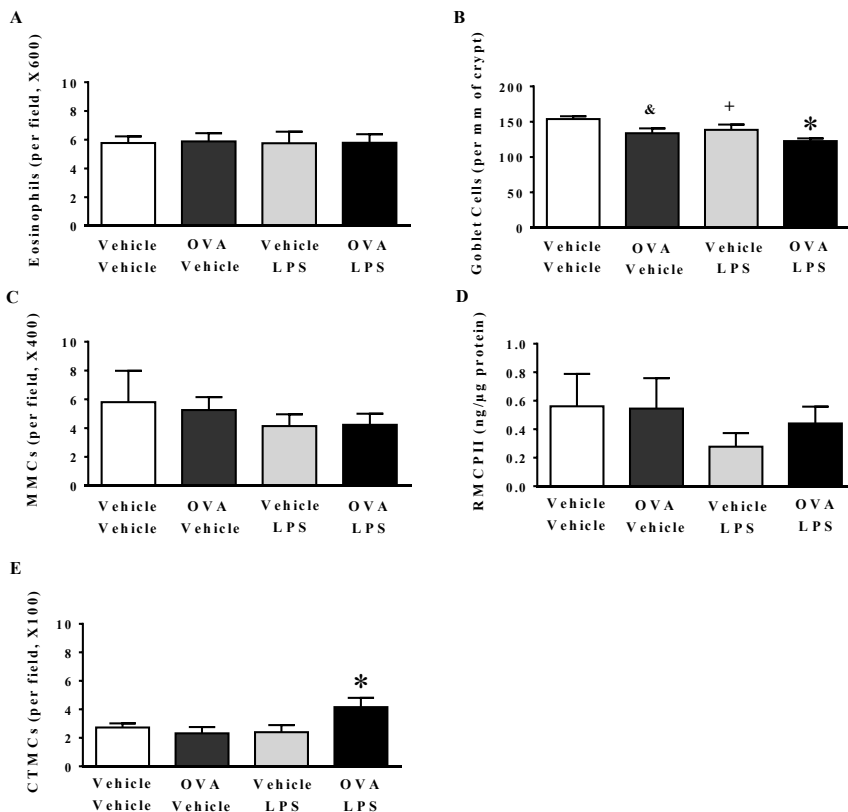 A
Eosinophils (per field, X600)
10
8
6
4
2
0
Vehicle OVA Vehicle OVA
Vehicle Vehicle LPS LPS
B
Goblet Cells (per mm of crypt)
200
150
100
50
0
& + *
Vehicle OVA Vehicle OVA
Vehicle Vehicle LPS LPS
C
MMCs (per field, X400)
10
8
6
4
2
0
Vehicle OVA Vehicle OVA
Vehicle Vehicle LPS LPS
D
RMCPII (ng/µg protein)
1.0
0.8
0.6
0.4
0.2
0.0
Vehicle OVA Vehicle OVA
Vehicle Vehicle LPS LPS
E
CTMCs (per field, X100)
10
8
6
4
2
0
*
Vehicle OVA Vehicle OVA
Vehicle Vehicle LPS LPS